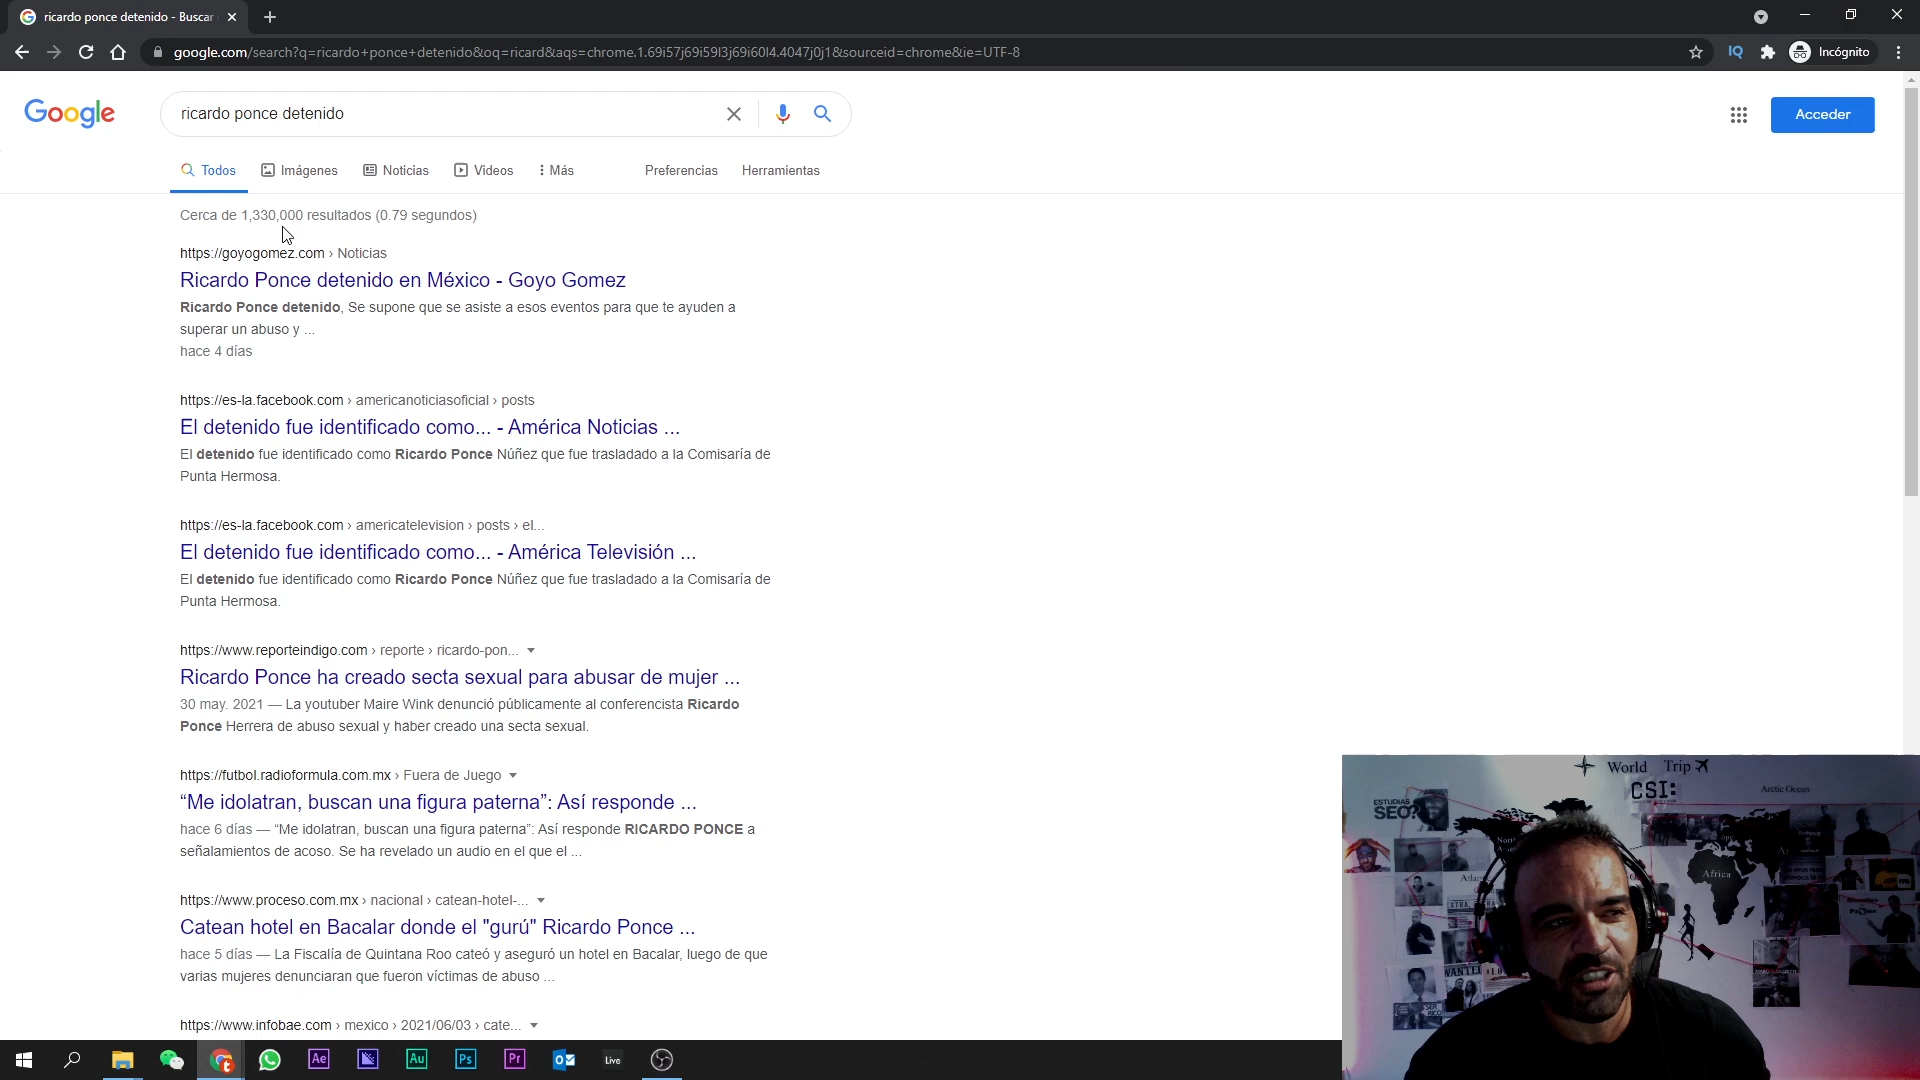 ricardo ponce detenido - Buscar
google.com/search?q=ricardo+ponce+detenido&oq=ricard&aqs=chrome.1.69i57j69i59l3j69i60l4.4047j0j1&sourceid=chrome&ie=UTF-8
IQ
Incógnito
Google
ricardo ponce detenido
Acceder
Todos Imágenes Noticias Videos Más Preferencias Herramientas
Cerca de 1,330,000 resultados (0.79 segundos)
https://goyogomez.com › Noticias
Ricardo Ponce detenido en México - Goyo Gomez
Ricardo Ponce detenido, Se supone que se asiste a esos eventos para que te ayuden a
superar un abuso y ...
hace 4 días
https://es-la.facebook.com › americanoticiasoficial › posts
El detenido fue identificado como... - América Noticias ...
El detenido fue identificado como Ricardo Ponce Núñez que fue trasladado a la Comisaría de
Punta Hermosa.
https://es-la.facebook.com › americatelevision › posts › el...
El detenido fue identificado como... - América Televisión ...
El detenido fue identificado como Ricardo Ponce Núñez que fue trasladado a la Comisaría de
Punta Hermosa.
https://www.reporteindigo.com › reporte › ricardo-pon...
Ricardo Ponce ha creado secta sexual para abusar de mujer ...
30 may. 2021 — La youtuber Maire Wink denunció públicamente al conferencista Ricardo
Ponce Herrera de abuso sexual y haber creado una secta sexual.
https://futbol.radioformula.com.mx › Fuera de Juego
“Me idolatran, buscan una figura paterna”: Así responde ...
hace 6 días — “Me idolatran, buscan una figura paterna”: Así responde RICARDO PONCE a
señalamientos de acoso. Se ha revelado un audio en el que el ...
https://www.proceso.com.mx › nacional › catean-hotel-...
Catean hotel en Bacalar donde el "gurú" Ricardo Ponce ...
hace 5 días — La Fiscalía de Quintana Roo cateó y aseguró un hotel en Bacalar, luego de que
varias mujeres denunciaran que fueron víctimas de abuso ...
https://www.infobae.com › mexico › 2021/06/03 › cate...
World Trip
CSI:
Arctic Ocean
ESTUDIAS
SEO?
Africa
WANTED
Ae
Au
Ps
Pr
Live